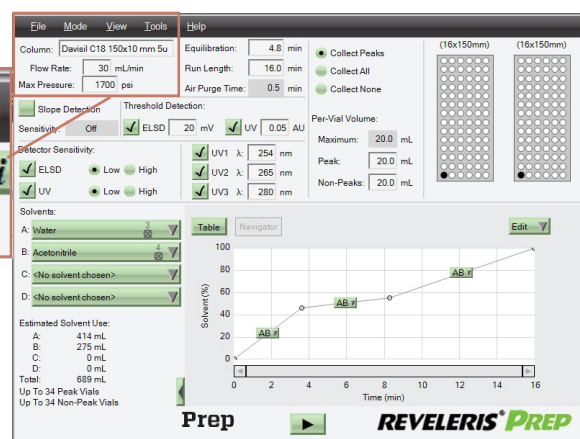 File Mode View Tools Help
Column: Davisil C18 150x10 mm 5u
Flow Rate: 30 mL/min
Max Pressure: 1700 psi
Equilibration: 4.8 min
Run Length: 16.0 min
Air Purge Time: 0.5 min
Collect Peaks
Collect All
Collect None
(16x150mm) (16x150mm)
Slope Detection
Sensitivity: Off
Threshold Detection:
ELSD 20 mV UV 0.05 AU
Per-Vial Volume:
Maximum: 20.0 mL
Peak: 20.0 mL
Non-Peaks: 20.0 mL
Detector Sensitivity:
ELSD Low High
UV Low High
UV1 λ: 254 nm
UV2 λ: 265 nm
UV3 λ: 280 nm
i
Solvents:
A: Water 3
B: Acetonitrile 4
C: <No solvent chosen>
D: <No solvent chosen>
Estimated Solvent Use:
A: 414 mL
B: 275 mL
C: 0 mL
D: 0 mL
Total: 689 mL
Up To 34 Peak Vials
Up To 34 Non-Peak Vials
Table Navigator Edit
Solvent (%)
100
80
60
40
20
0
AB AB AB
0 2 4 6 8 10 12 14 16
Time (min)
Prep
REVELERIS® PREP